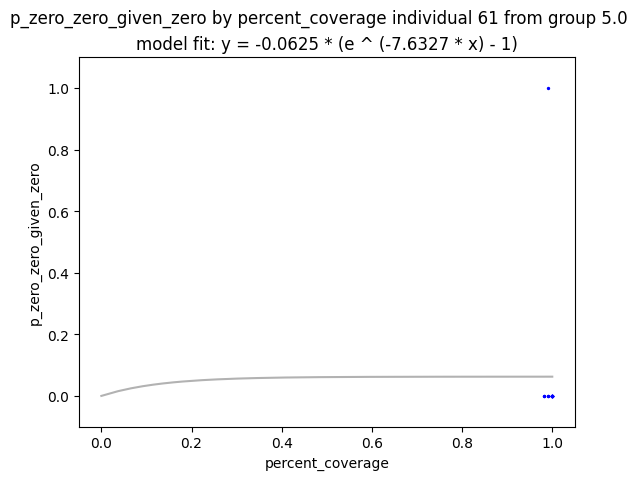 p_zero_zero_given_zero by percent_coverage individual 61 from group 5.0
model fit: y = -0.0625 * (e ^ (-7.6327 * x) - 1)
1.0
0.8
0.6
0.4
0.2
0.0
p_zero_zero_given_zero
0.0 0.2 0.4 0.6 0.8 1.0
percent_coverage